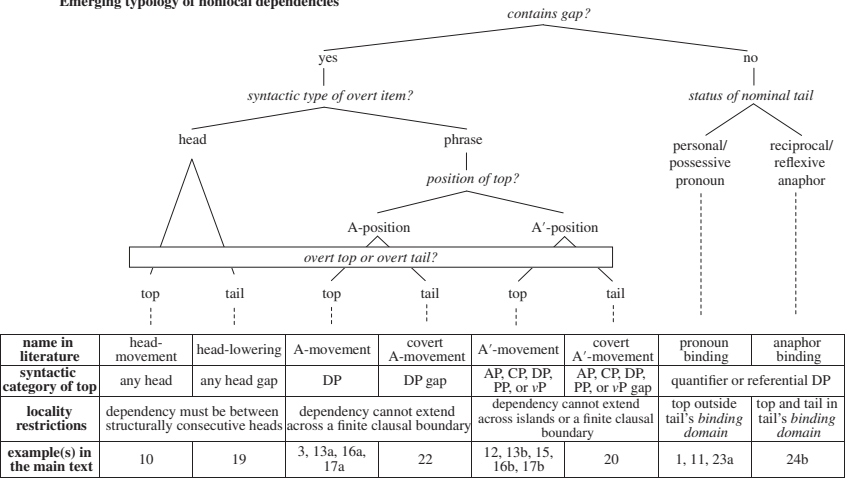 Emerging typology of nonlocal dependencies
contains gap?
yes
no
syntactic type of overt item?
status of nominal tail
head
phrase
personal/
possessive
pronoun
reciprocal/
reflexive
anaphor
position of top?
A-position
A′-position
overt top or overt tail?
top
tail
top
tail
top
tail
name in
literature
head-
movement
head-lowering
A-movement
covert
A-movement
A′-movement
covert
A′-movement
pronoun
binding
anaphor
binding
syntactic
category of top
any head
any head gap
DP
DP gap
AP, CP, DP,
PP, or vP
AP, CP, DP,
PP, or vP gap
quantifier or referential DP
locality
restrictions
dependency must be between
structurally consecutive heads
dependency cannot extend
across a finite clausal boundary
dependency cannot extend
across islands or a finite clausal
boundary
top outside
tail's binding
domain
top and tail in
tail's binding
domain
example(s) in
the main text
10
19
3, 13a, 16a,
17a
22
12, 13b, 15,
16b, 17b
20
1, 11, 23a
24b